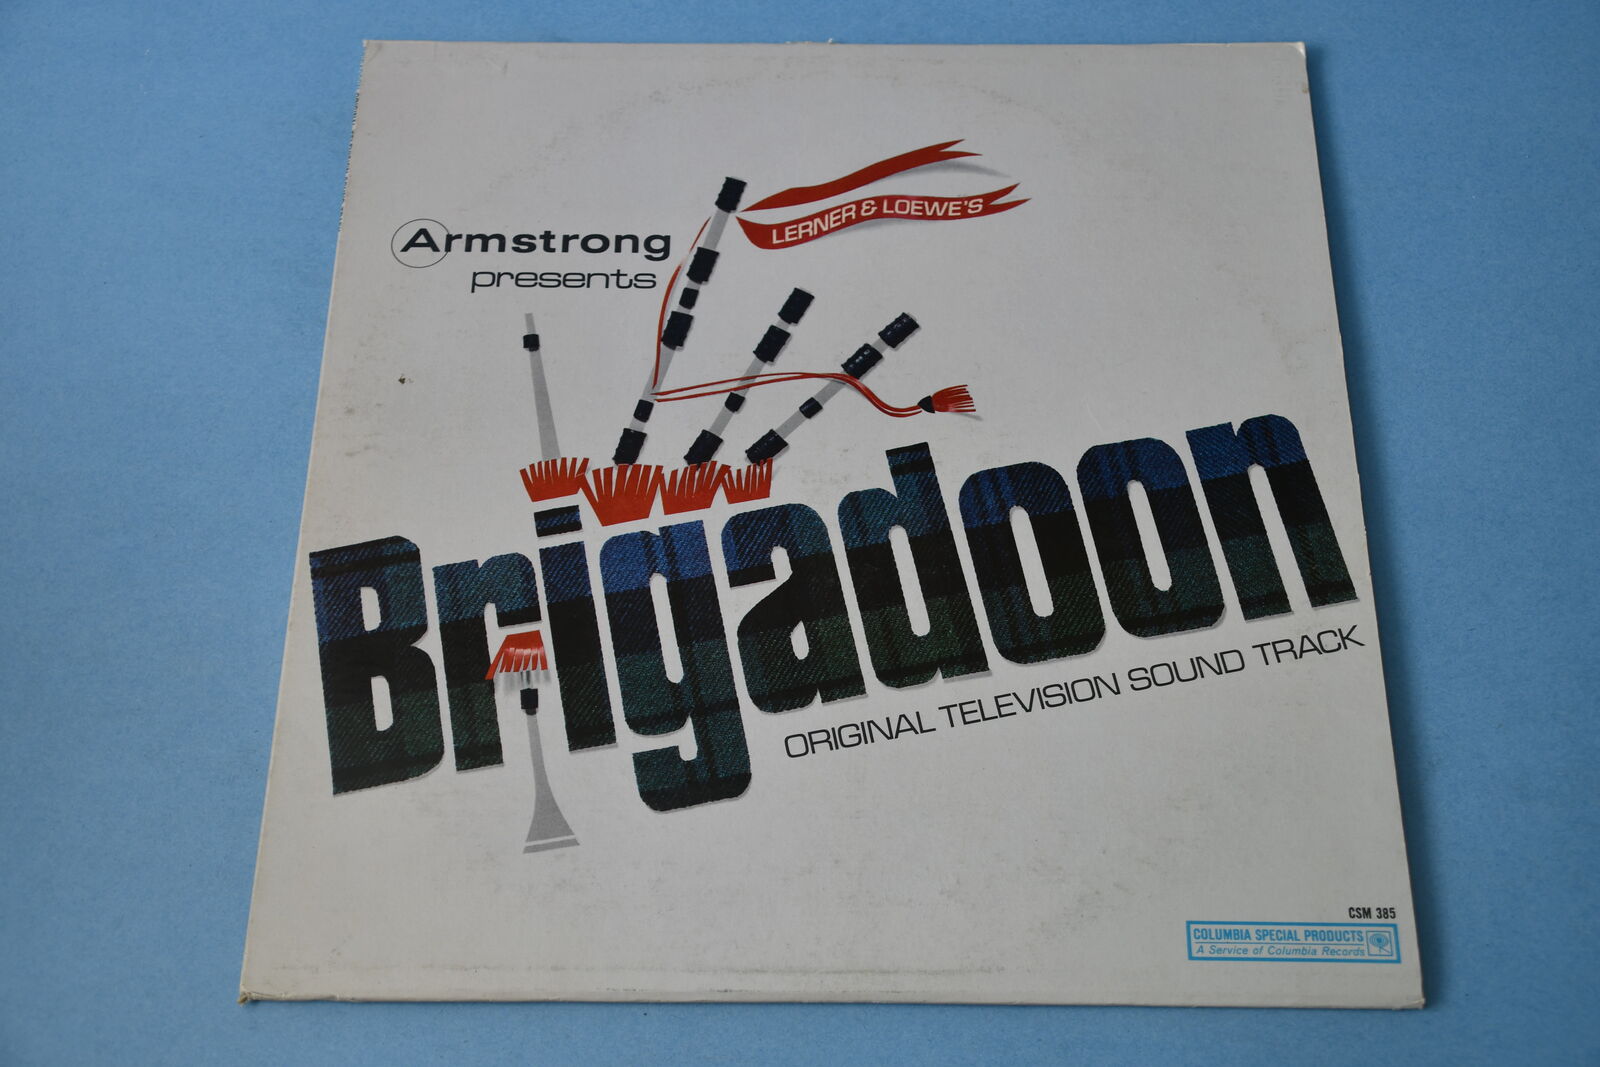 Armstrong
presents
LERNER & LOEWE'S
Brigadoon
ORIGINAL TELEVISION SOUND TRACK
CSM 385
COLUMBIA SPECIAL PRODUCTS
A Service of Columbia Records